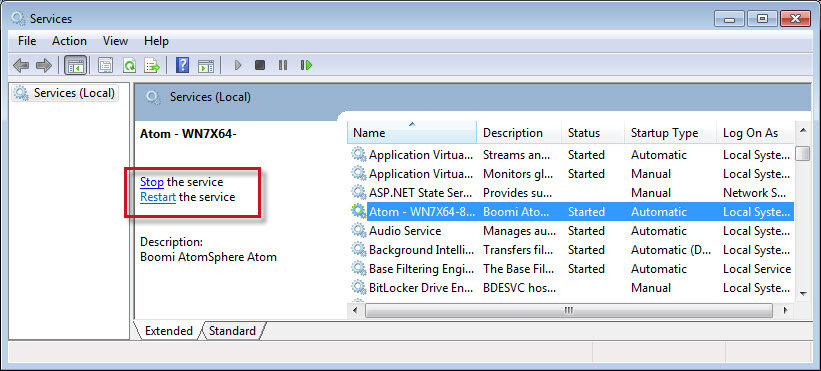 Services
File Action View Help
Services (Local)
Services (Local)
Atom - WN7X64-
Stop the service
Restart the service
Description:
Boomi AtomSphere Atom
Name Description Status Startup Type Log On As
Application Virtua... Streams an... Started Automatic Local Syste...
Application Virtua... Monitors gl... Started Manual Local Syste...
ASP.NET State Ser... Provides su... Manual Network S...
Atom - WN7X64-8... Boomi Ato... Started Automatic Local Syste...
Audio Service Manages au... Started Automatic Local Syste...
Background Intelli... Transfers fil... Started Automatic (D... Local Syste...
Base Filtering Engi... The Base Fil... Started Automatic Local Service
BitLocker Drive En... BDESVC hos... Manual Local Syste...
Extended Standard